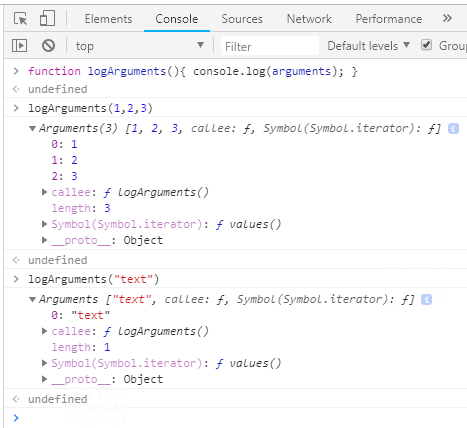 Elements Console Sources Network Performance »
top ▼ Filter Default levels ▼ Group
> function logArguments(){ console.log(arguments); }
< undefined
> logArguments(1,2,3)
▼ Arguments(3) [1, 2, 3, callee: ƒ, Symbol(Symbol.iterator): ƒ] i
0: 1
1: 2
2: 3
▶ callee: ƒ logArguments()
length: 3
▶ Symbol(Symbol.iterator): ƒ values()
▶ __proto__: Object
< undefined
> logArguments("text")
▼ Arguments ["text", callee: ƒ, Symbol(Symbol.iterator): ƒ] i
0: "text"
▶ callee: ƒ logArguments()
length: 1
▶ Symbol(Symbol.iterator): ƒ values()
▶ __proto__: Object
< undefined
>